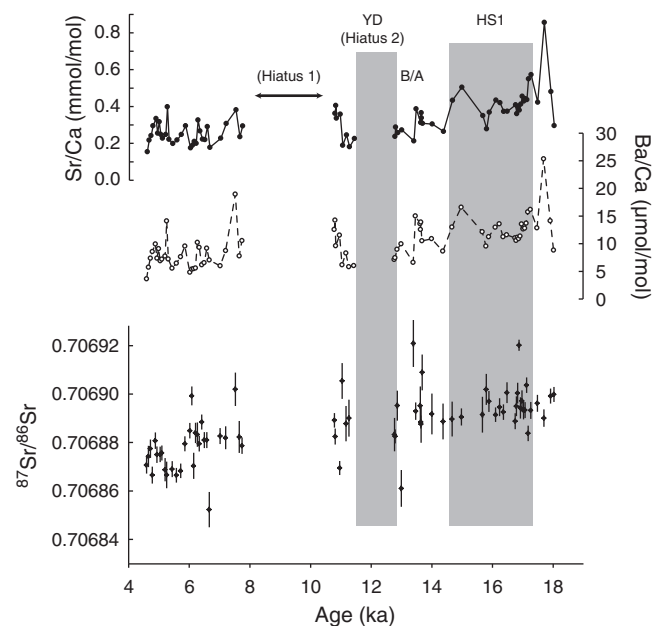 YD
(Hiatus 2)
HS1
(Hiatus 1)
B/A
Sr/Ca (mmol/mol)
0.8
0.6
0.4
0.2
0.0
Ba/Ca (μmol/mol)
30
25
20
15
10
5
0
87Sr/86Sr
0.70692
0.70690
0.70688
0.70686
0.70684
4 6 8 10 12 14 16 18
Age (ka)